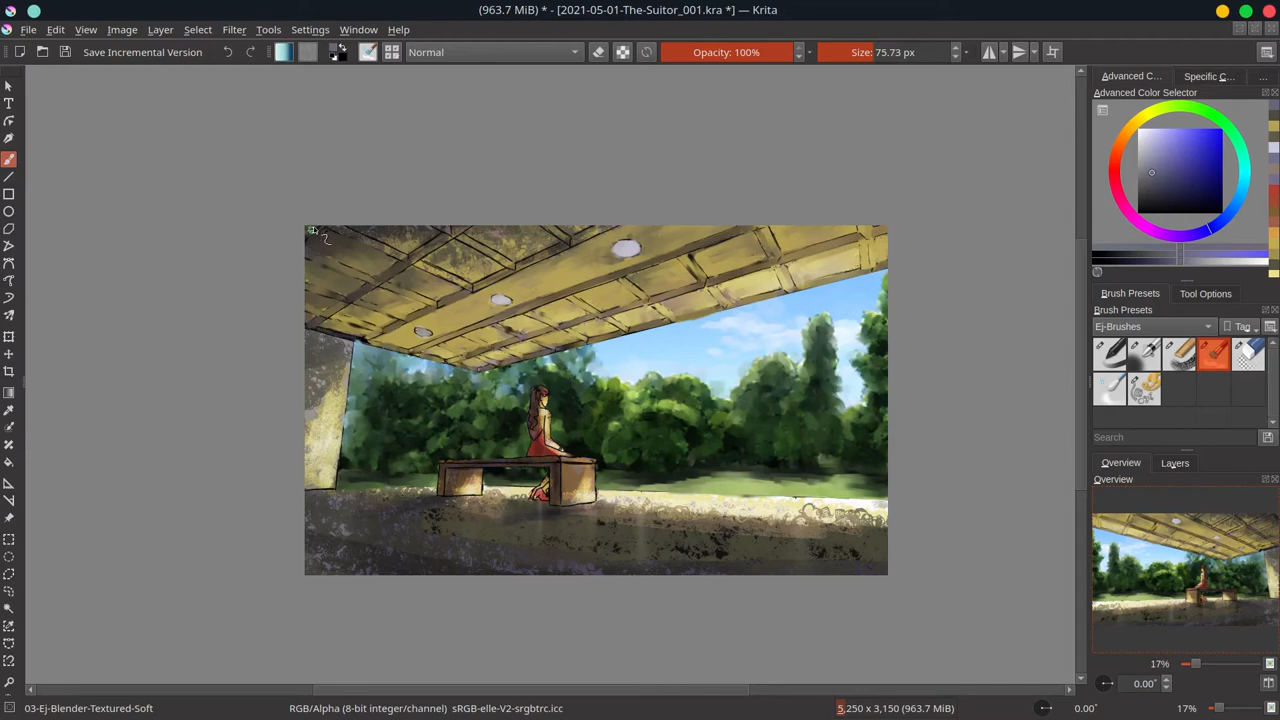 (963.7 MiB) * - [2021-05-01-The-Suitor_001.kra *] — Krita
File Edit View Image Layer Select Filter Tools Settings Window Help
Save Incremental Version
Normal
Opacity: 100%
Size: 75.73 px
Advanced C...
Specific C...
...
Advanced Color Selector
Brush Presets
Tool Options
Brush Presets
Ej-Brushes
Tag
Search
Overview
Layers
Overview
17%
0.00°
03-Ej-Blender-Textured-Soft
RGB/Alpha (8-bit integer/channel) sRGB-elle-V2-srgbtrc.icc
5,250 x 3,150 (963.7 MiB)
0.00°
17%